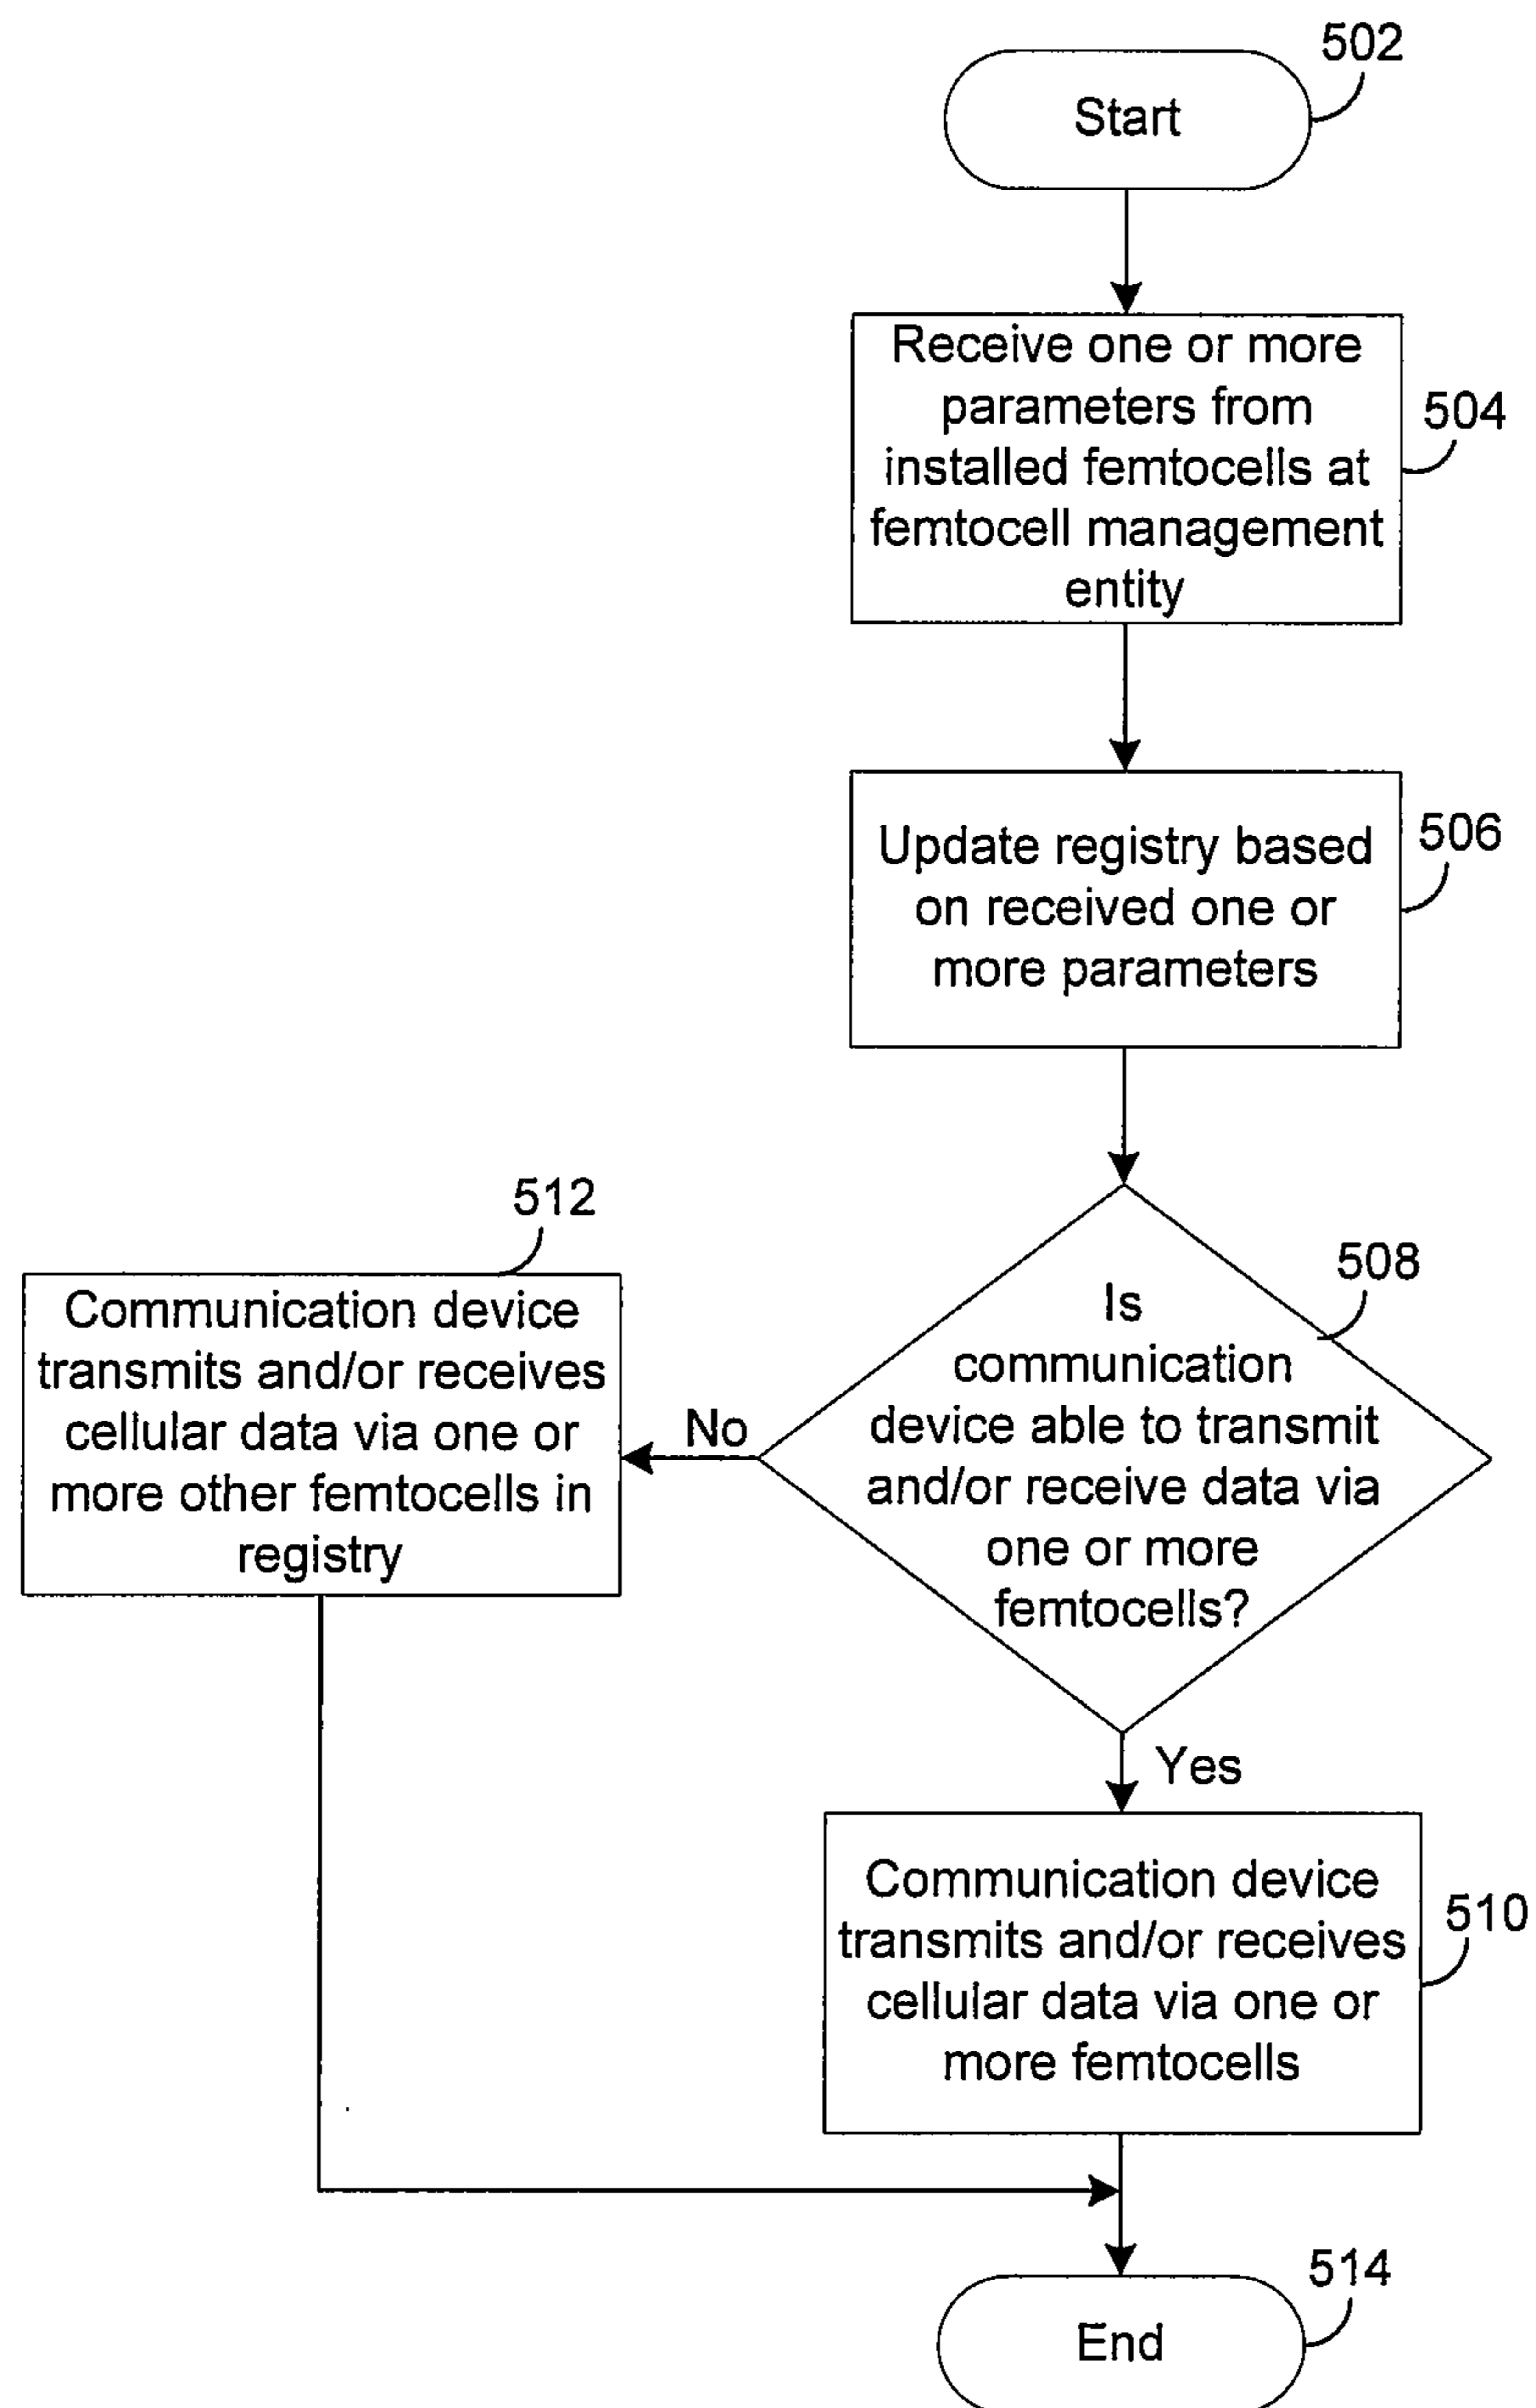 502
Start
Receive one or more
parameters from
installed femtocells at
femtocell management
entity
504
Update registry based
on received one or
more parameters
506
508
Is
communication
device able to transmit
and/or receive data via
one or more
femtocells?
No
512
Communication device
transmits and/or receives
cellular data via one or
more other femtocells in
registry
Yes
Communication device
transmits and/or receives
cellular data via one or
more femtocells
510
514
End